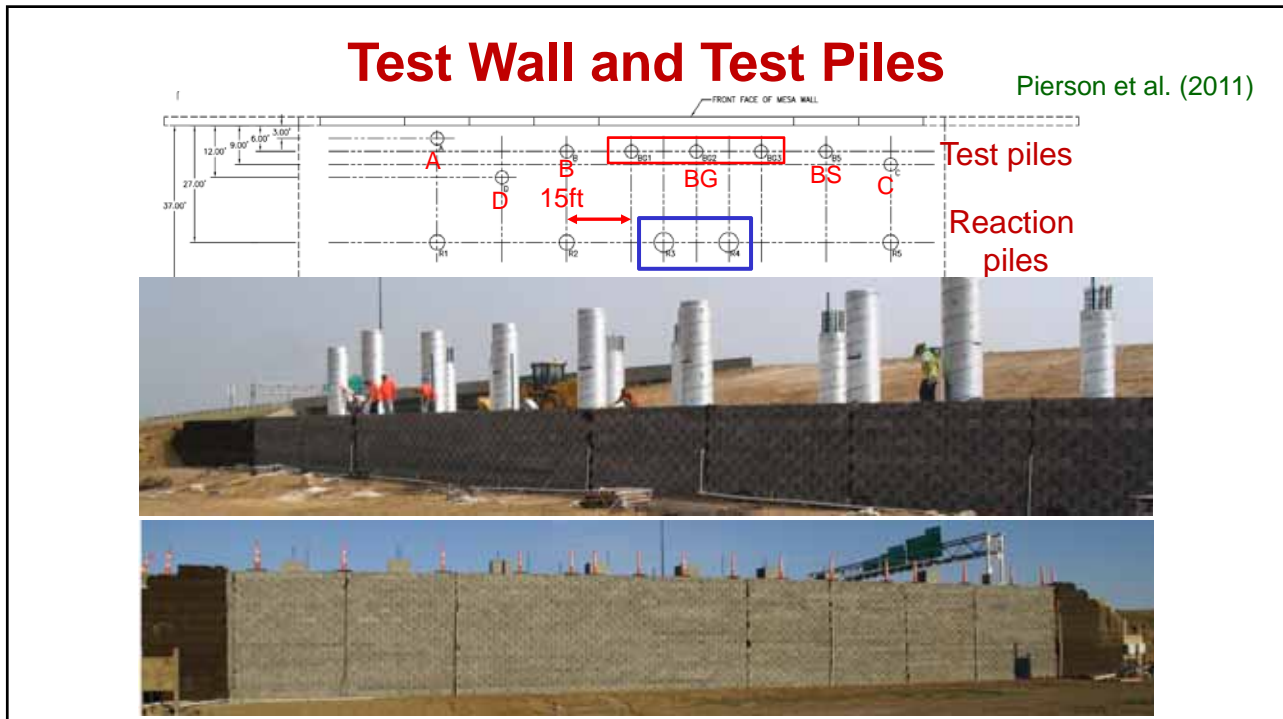 Test Wall and Test Piles
Pierson et al. (2011)
FRONT FACE OF MESA WALL
3.00'
6.00'
9.00'
12.00'
27.00'
37.00'
A
A
B
B
BG1
BG2
BG3
BG
BS
C
C
D
D
15ft
Test piles
R1
R2
R3
R4
R5
Reaction
piles